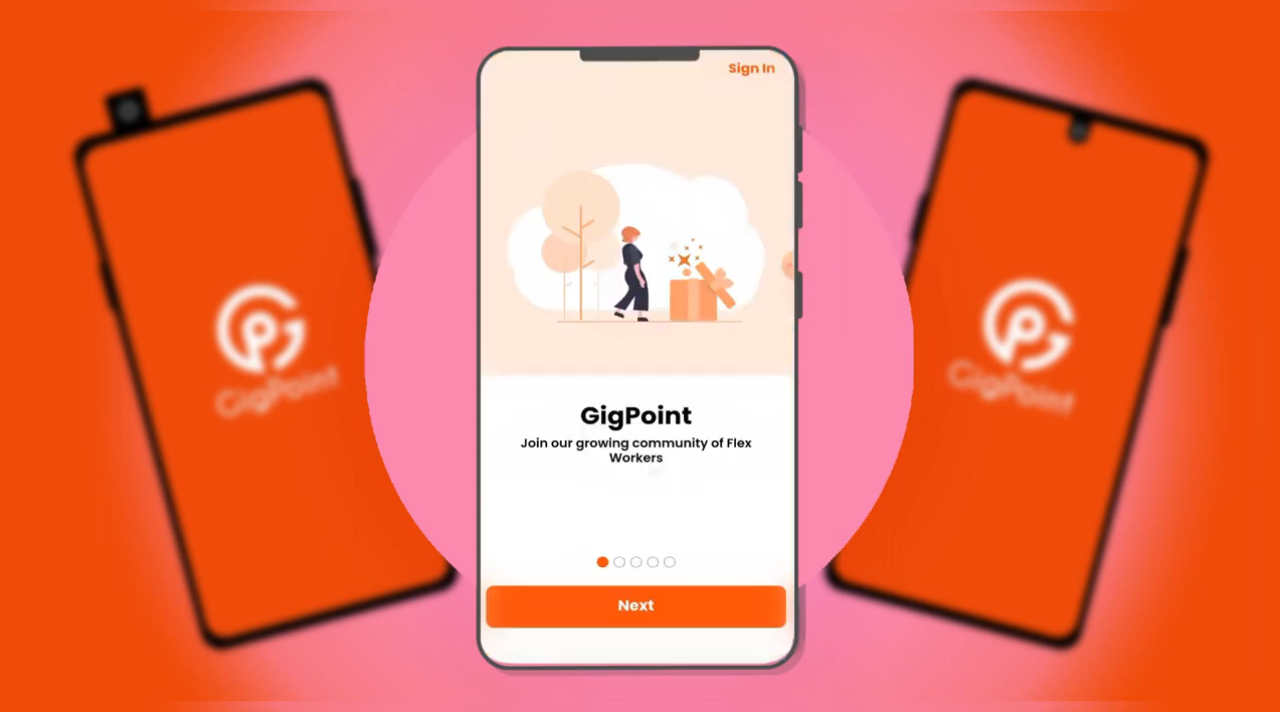 Sign In
GigPoint
GigPoint
GigPoint
Join our growing community of Flex
Workers
Next